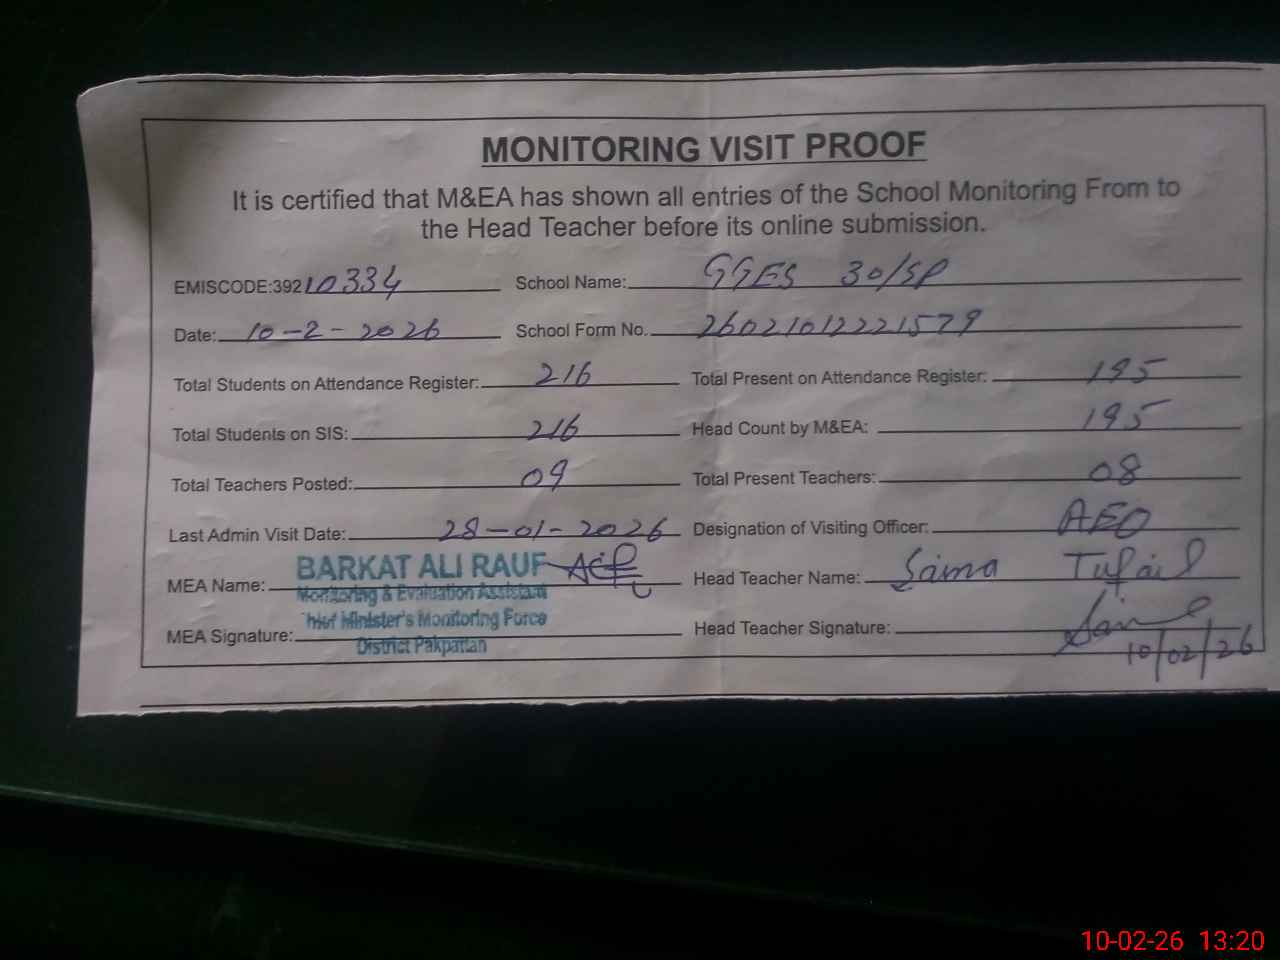 MONITORING VISIT PROOF
It is certified that M&EA has shown all entries of the School Monitoring From to
the Head Teacher before its online submission.
EMISCODE:39210334 School Name: GGES 30/SP
Date: 10-2-2026 School Form No. 26021012221579
Total Students on Attendance Register: 216 Total Present on Attendance Register: 195
Total Students on SIS: 216 Head Count by M&EA: 195
Total Teachers Posted: 09 Total Present Teachers: 08
Last Admin Visit Date: 28-01-2026 Designation of Visiting Officer: AEO
MEA Name: BARKAT ALI RAUF Head Teacher Name: Saima Tufail
Monitoring & Evaluation Assistant
Chief Minister's Monitoring Force
MEA Signature: Head Teacher Signature:
District Pakpattan
10/02/26
10-02-26 13:20